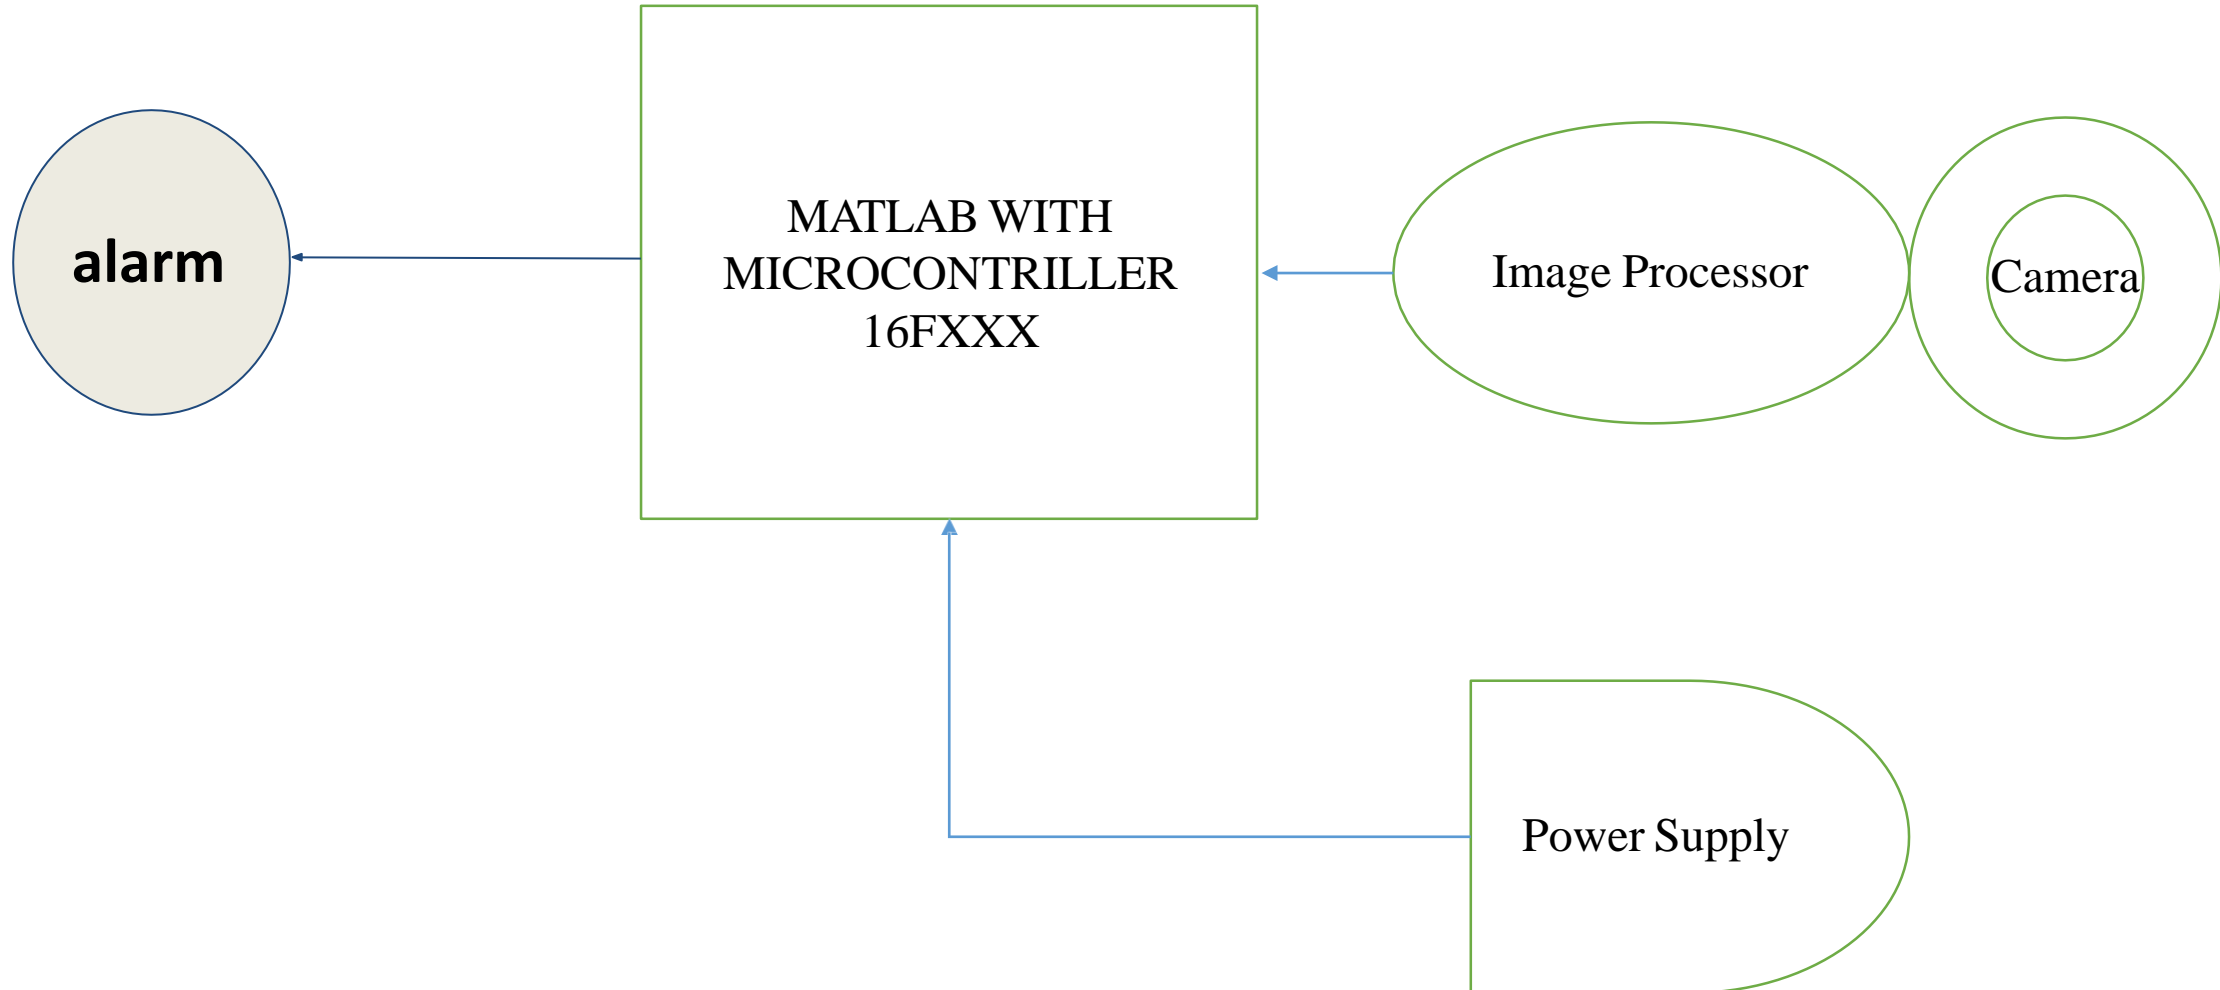 alarm
MATLAB WITH
MICROCONTRILLER
16FXXX
Image Processor
Camera
Power Supply